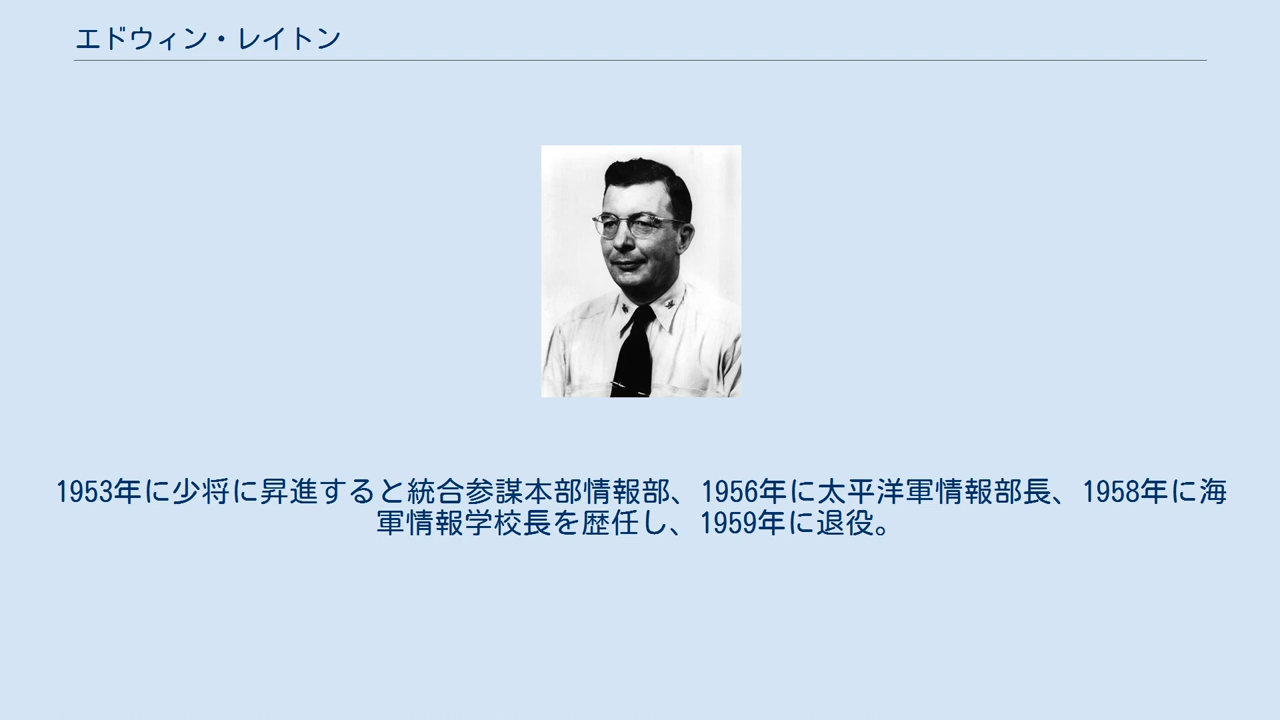 エドウィン・レイトン
1953年に少将に昇進すると統合参謀本部情報部、1956年に太平洋軍情報部長、1958年に海
軍情報学校長を歴任し、1959年に退役。